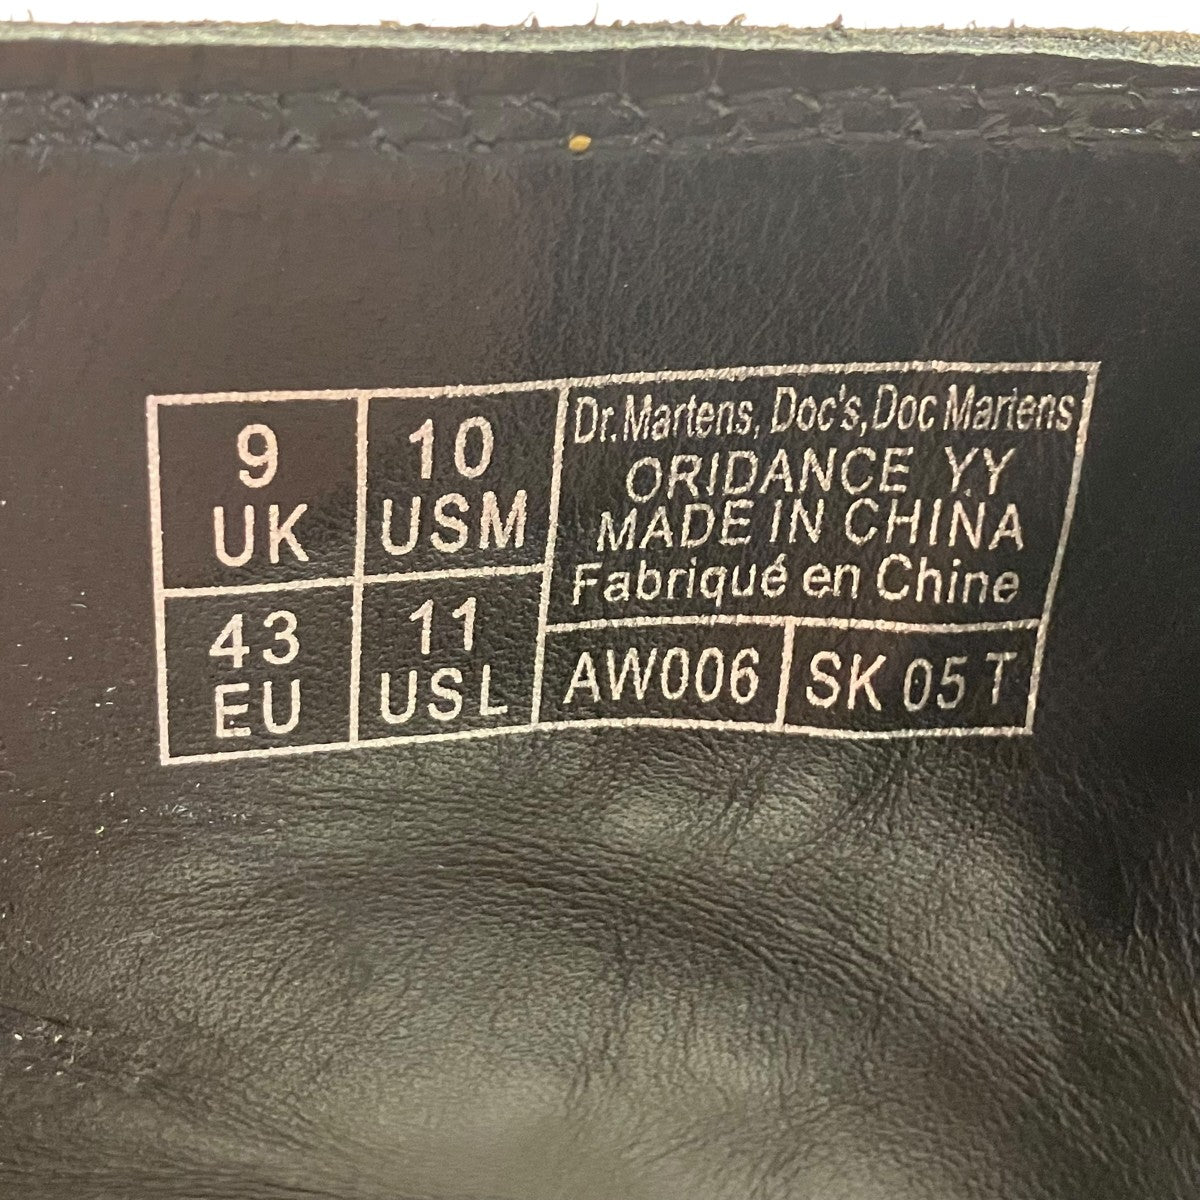 9
UK
10
USM
43
EU
11
USL
Dr. Martens, Doc's, Doc Martens
ORIDANCE YY
MADE IN CHINA
Fabriqué en Chine
AW006
SK 05 T